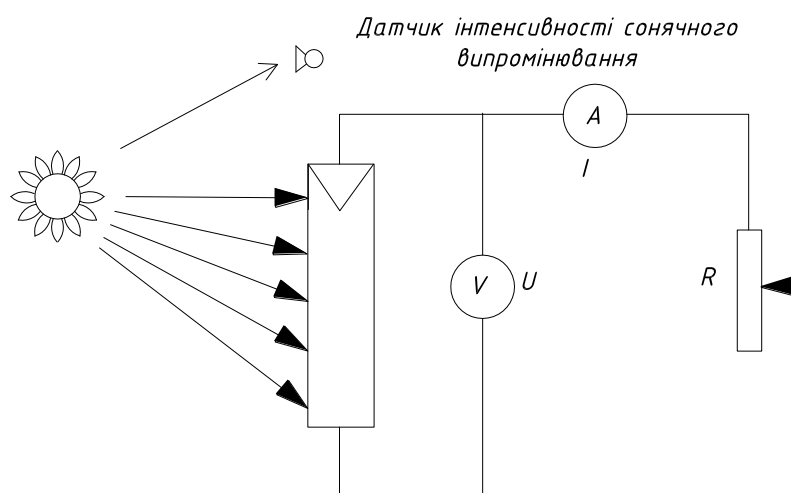 Датчик інтенсивності сонячного
випромінювання
A
I
V
U
R